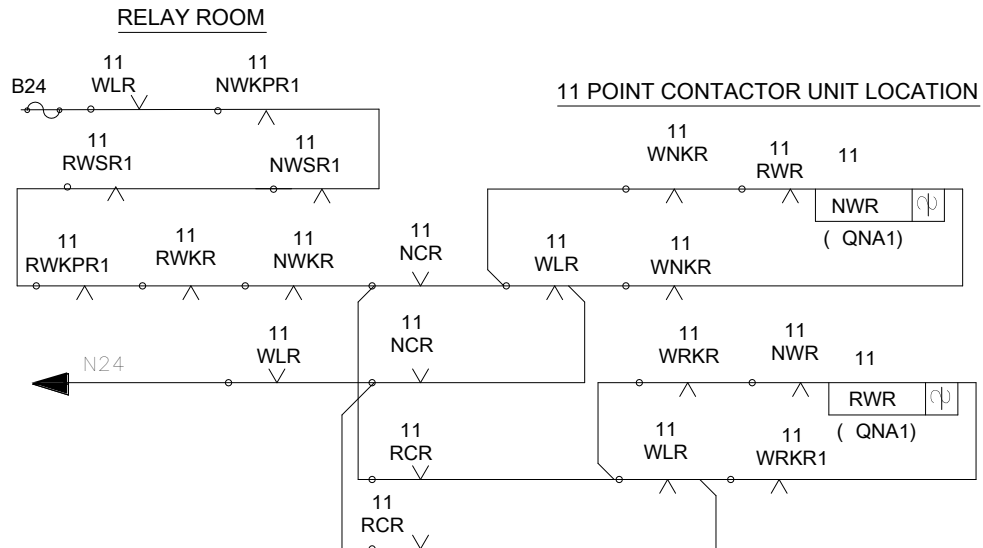 RELAY ROOM
11
WLR
11
NWKPR1
B24
11 POINT CONTACTOR UNIT LOCATION
11
RWSR1
11
NWSR1
11
WNKR
11
RWR
11
NWR
( QNA1)
11
RWKPR1
11
RWKR
11
NWKR
11
NCR
11
WLR
11
WNKR
N24
11
WLR
11
NCR
11
WRKR
11
NWR
11
RWR
( QNA1)
11
RCR
11
WLR
11
WRKR1
11
RCR